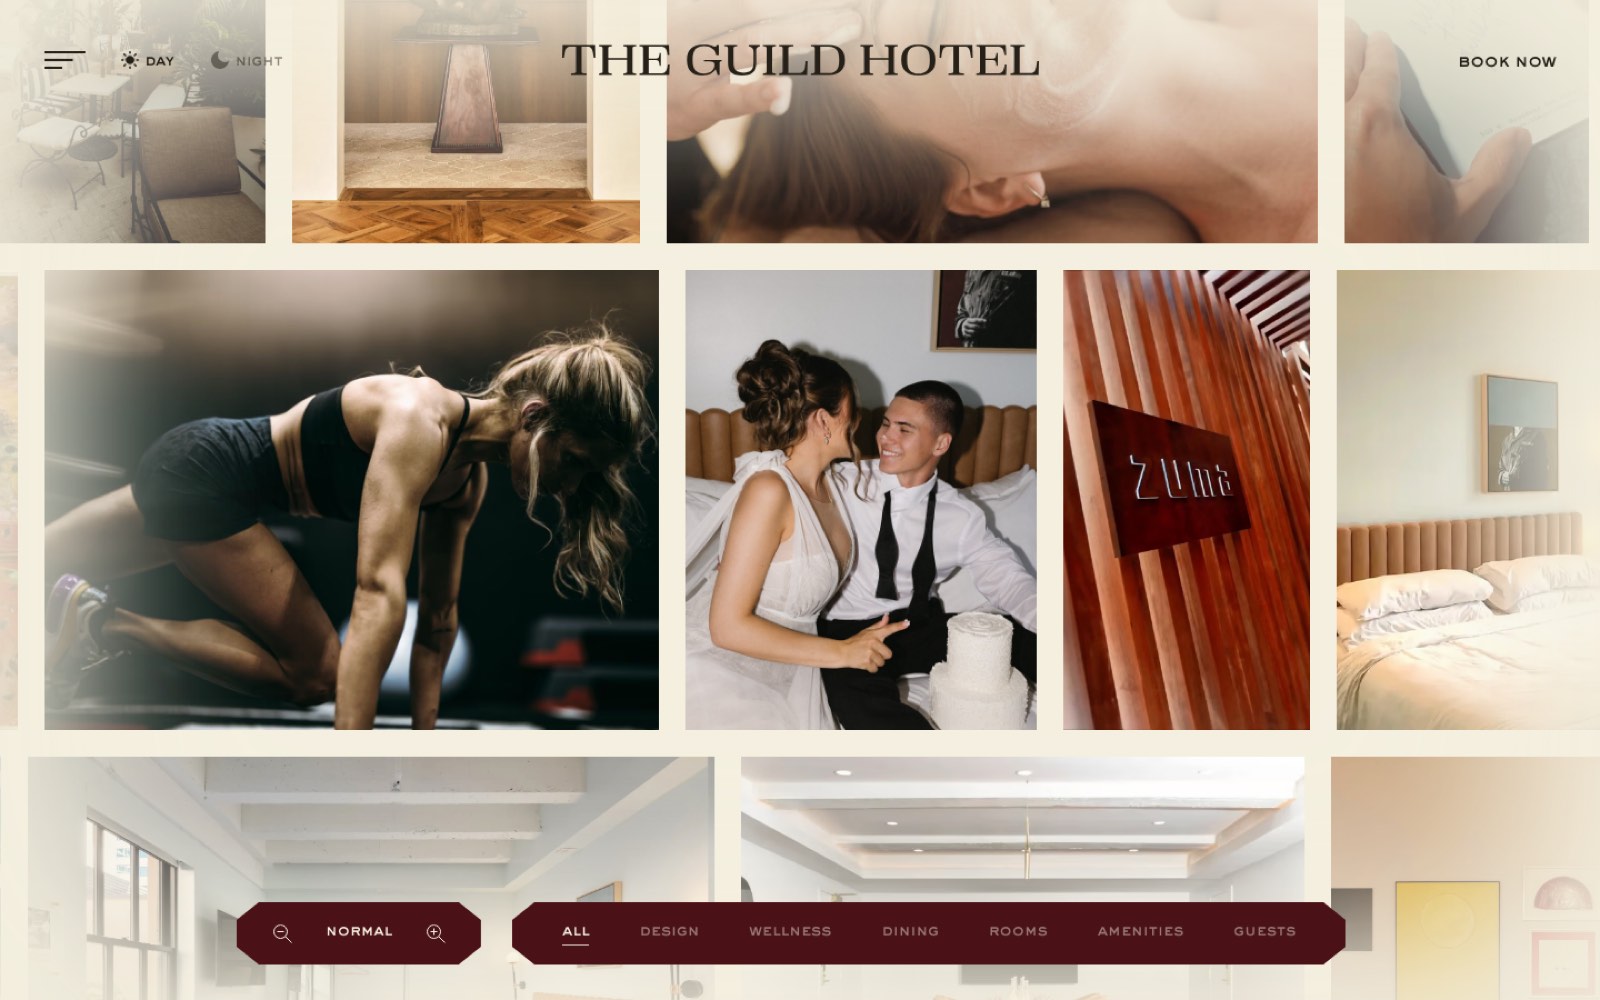 DAY
NIGHT
THE GUILD HOTEL
BOOK NOW
zuma
NORMAL
ALL
DESIGN
WELLNESS
DINING
ROOMS
AMENITIES
GUESTS